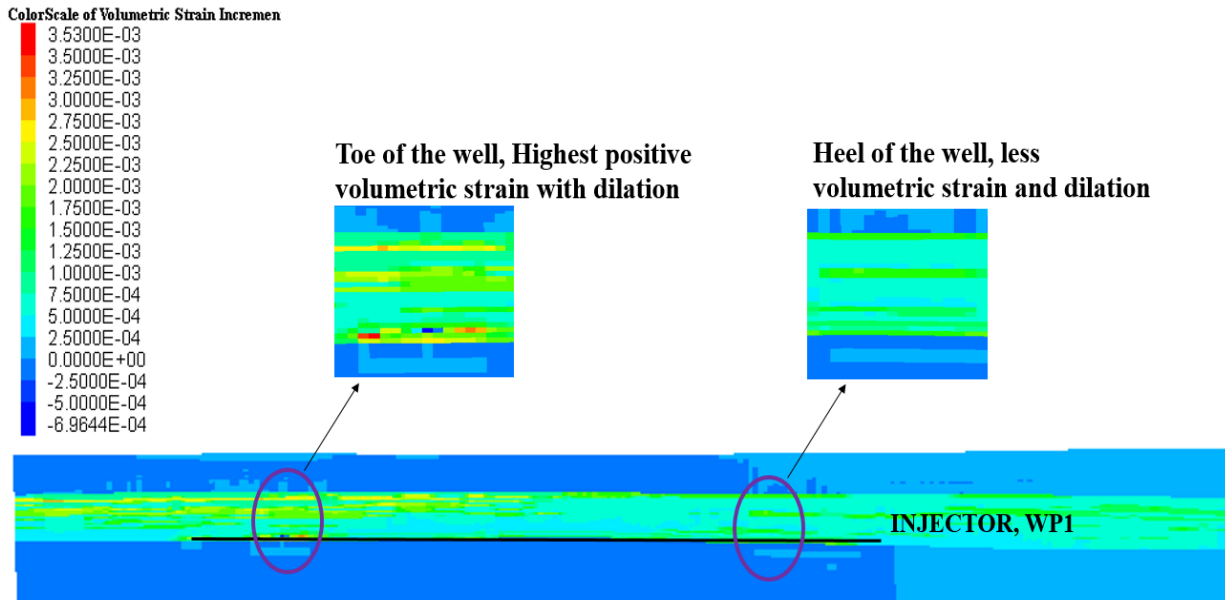 ColorScale of Volumetric Strain Incremen
3.5300E-03
3.5000E-03
3.2500E-03
3.0000E-03
2.7500E-03
2.5000E-03
2.2500E-03
2.0000E-03
1.7500E-03
1.5000E-03
1.2500E-03
1.0000E-03
7.5000E-04
5.0000E-04
2.5000E-04
0.0000E+00
-2.5000E-04
-5.0000E-04
-6.9644E-04
Toe of the well, Highest positive
volumetric strain with dilation
Heel of the well, less
volumetric strain and dilation
INJECTOR, WP1